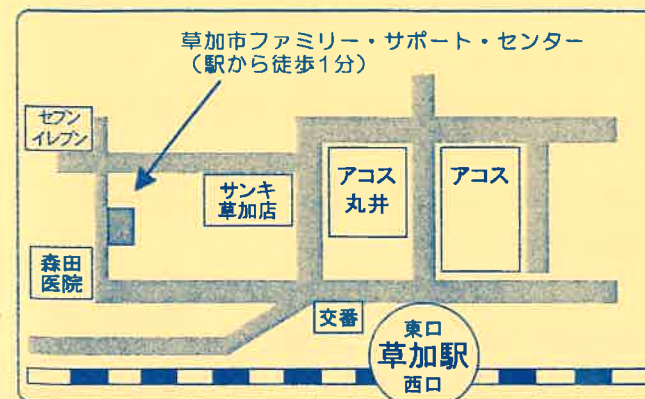 草加市ファミリー・サポート・センター
（駅から徒歩1分）
セブン
イレブン
サンキ
草加店
アコス
丸井
アコス
森田
医院
交番
東口
草加駅
西口